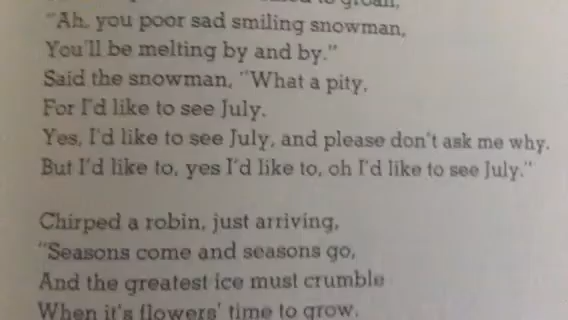 to groan,
"Ah, you poor sad smiling snowman,
You'll be melting by and by."
Said the snowman, "What a pity,
For I'd like to see July.
Yes, I'd like to see July, and please don't ask me why.
But I'd like to, yes I'd like to, oh I'd like to see July."
Chirped a robin, just arriving,
"Seasons come and seasons go,
And the greatest ice must crumble
When it's flowers' time to grow.